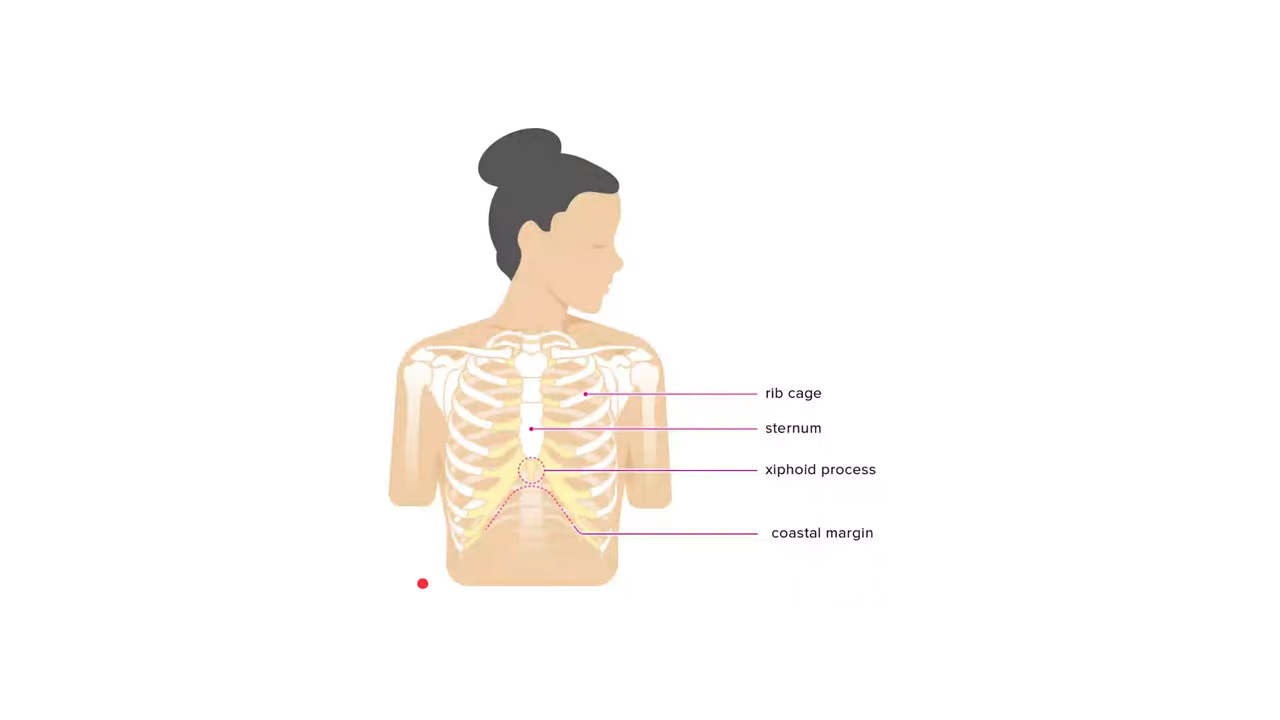 rib cage
sternum
xiphoid process
coastal margin